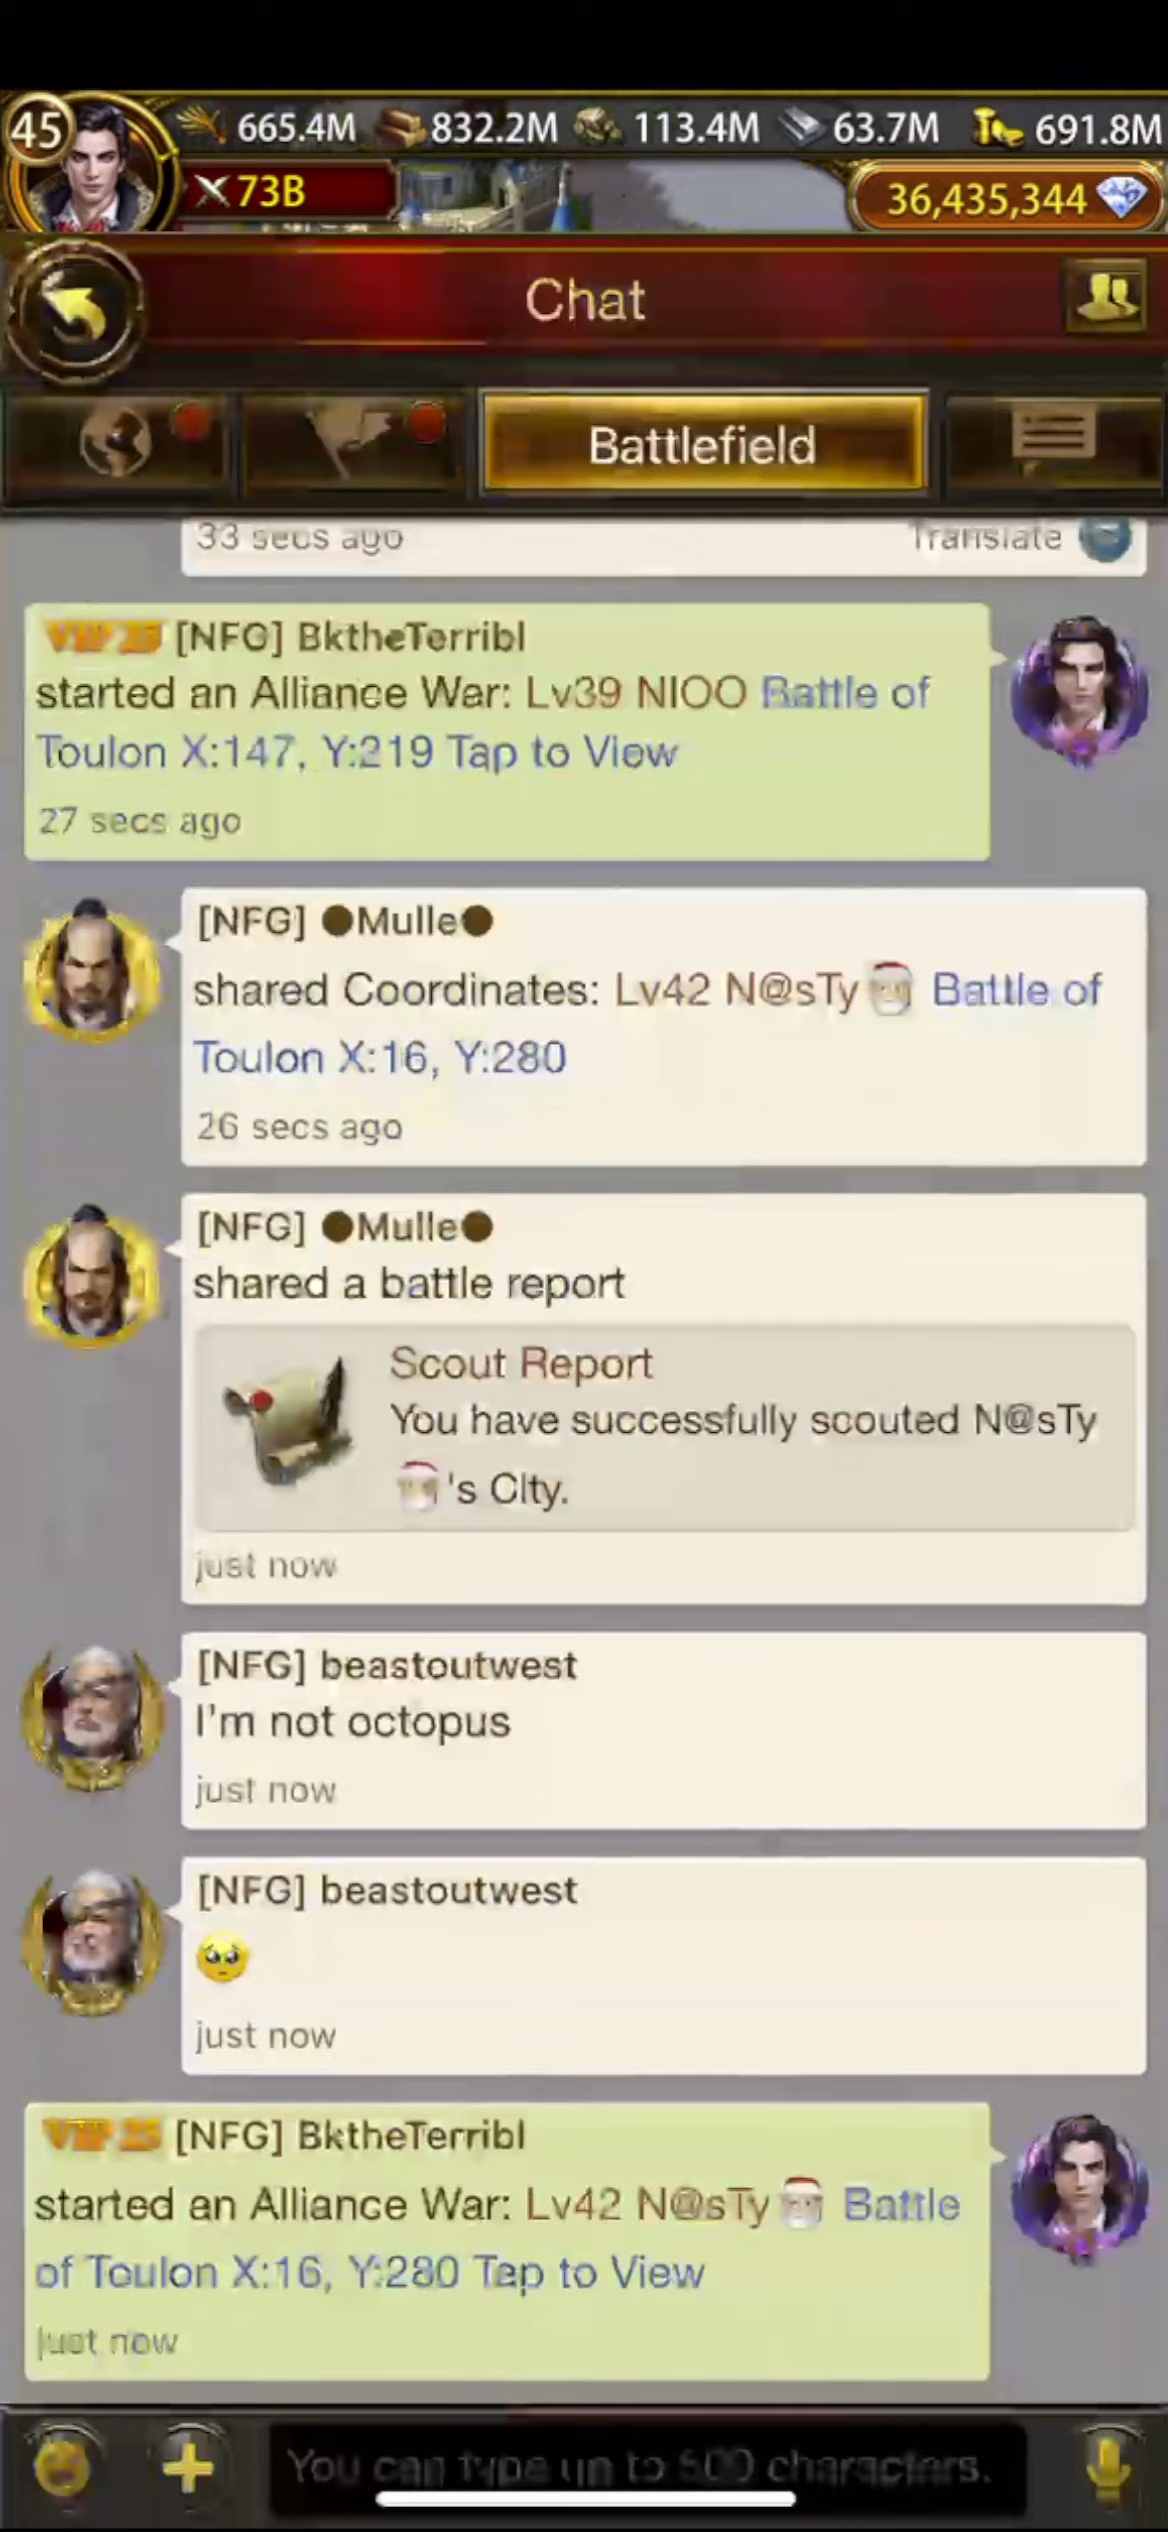 45
665.4M
832.2M
113.4M
63.7M
691.8M
73B
36,435,344
Chat
Battlefield
33 secs ago
Translate
VIP 25 [NFG] BktheTerribl
started an Alliance War: Lv39 NIOO Battle of
Toulon X:147, Y:219 Tap to View
27 secs ago
[NFG] ●Mulle●
shared Coordinates: Lv42 N@sTy🎅 Battle of
Toulon X:16, Y:280
26 secs ago
[NFG] ●Mulle●
shared a battle report
Scout Report
You have successfully scouted N@sTy
🎅's City.
just now
[NFG] beastoutwest
I'm not octopus
just now
[NFG] beastoutwest
🥺
just now
VIP 25 [NFG] BktheTerribl
started an Alliance War: Lv42 N@sTy🎅 Battle
of Toulon X:16, Y:280 Tap to View
just now
You can type up to 500 characters.